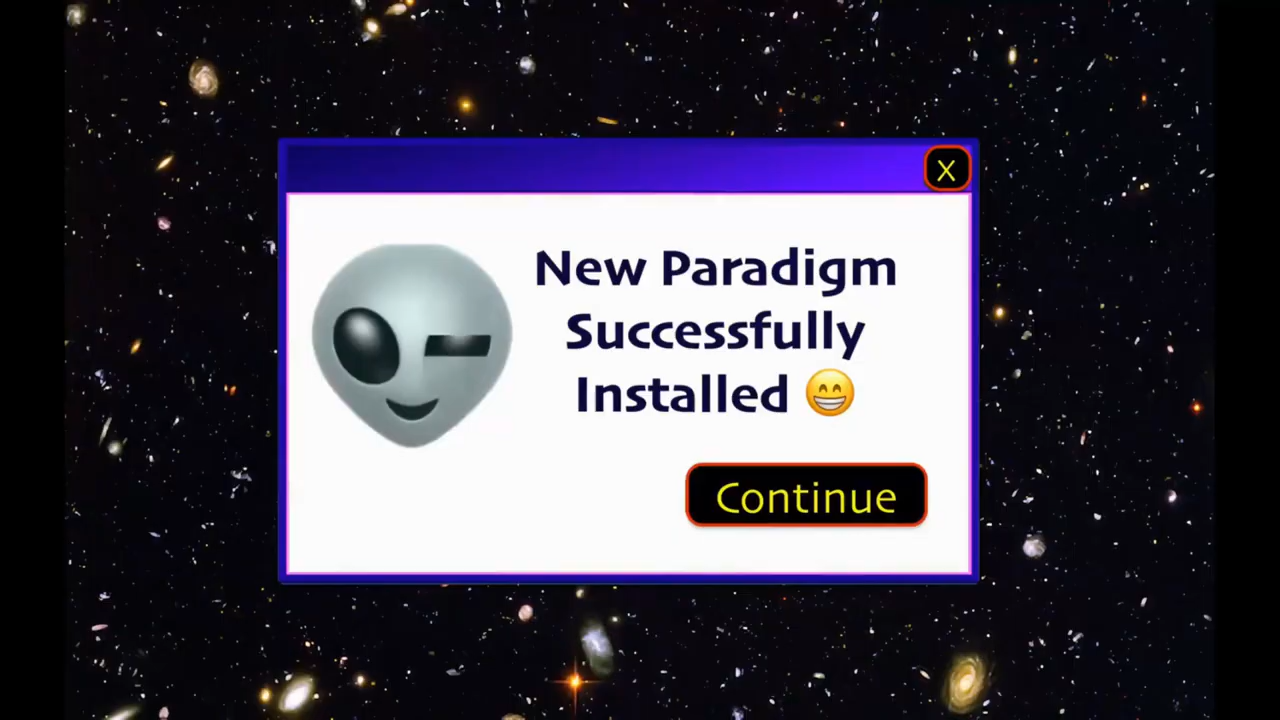 X
New Paradigm
Successfully
Installed 😁
Continue